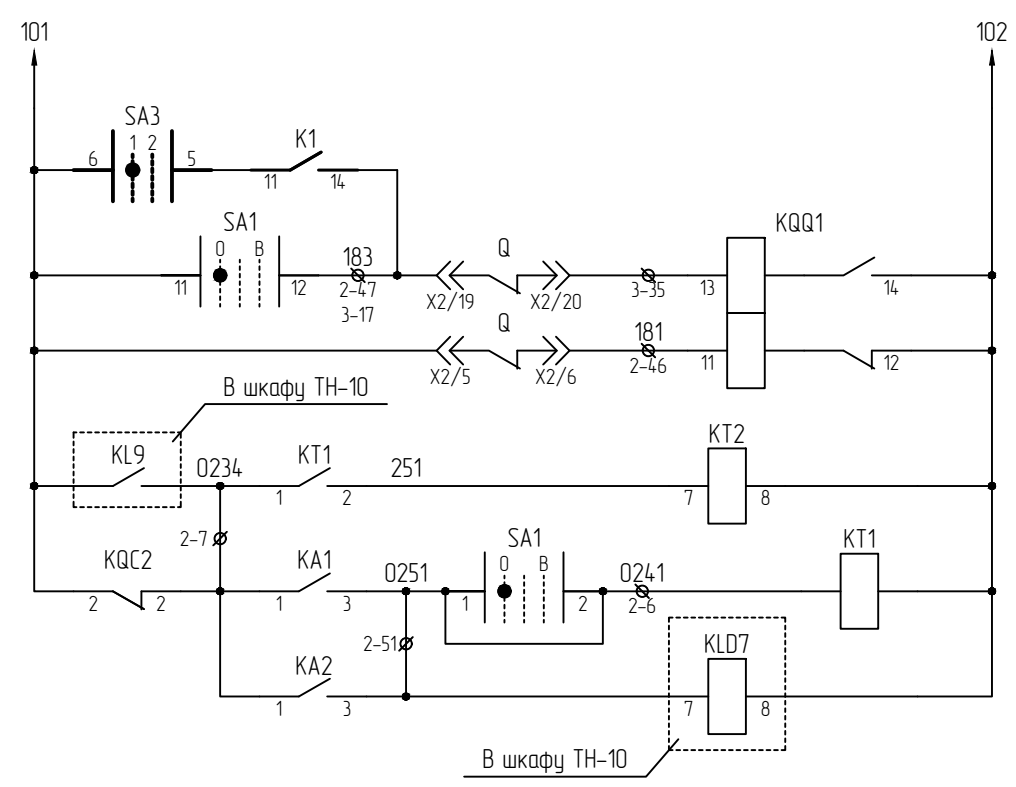 101 102
SA3
1 2
K1
6 5 11 14
SA1
O B
183
Q
KQQ1
11 12
2-47
X2/19 X2/20
3-35
13 14
3-17
Q
181
X2/5 X2/6
2-46
11 12
В шкафу ТН-10
KL9
0234
KT1
251
KT2
1 2 7 8
2-7
KQC2
KA1
0251
SA1
O B
0241
KT1
2 2 1 3 1 2
2-6
2-51
KA2
KLD7
1 3 7 8
В шкафу ТН-10